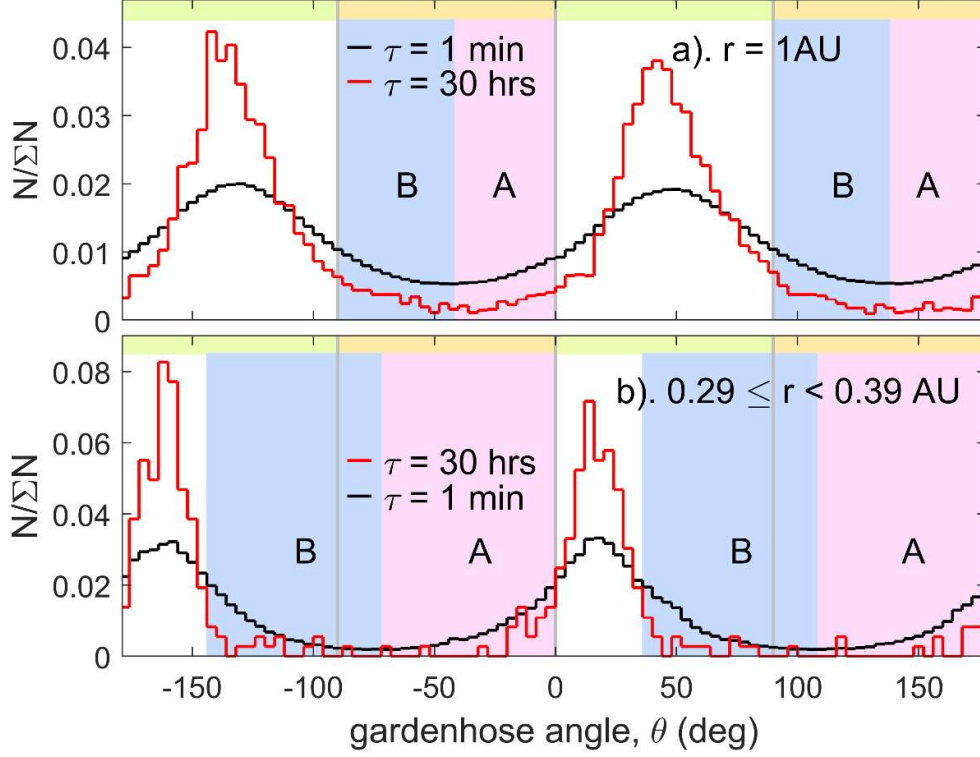 a). r = 1AU
τ = 1 min
τ = 30 hrs
N/ΣN
0.04
0.03
0.02
0.01
0
B
A
B
A
b). 0.29 ≤ r < 0.39 AU
τ = 30 hrs
τ = 1 min
N/ΣN
0.08
0.06
0.04
0.02
0
B
A
B
A
-150 -100 -50 0 50 100 150
gardenhose angle, θ (deg)